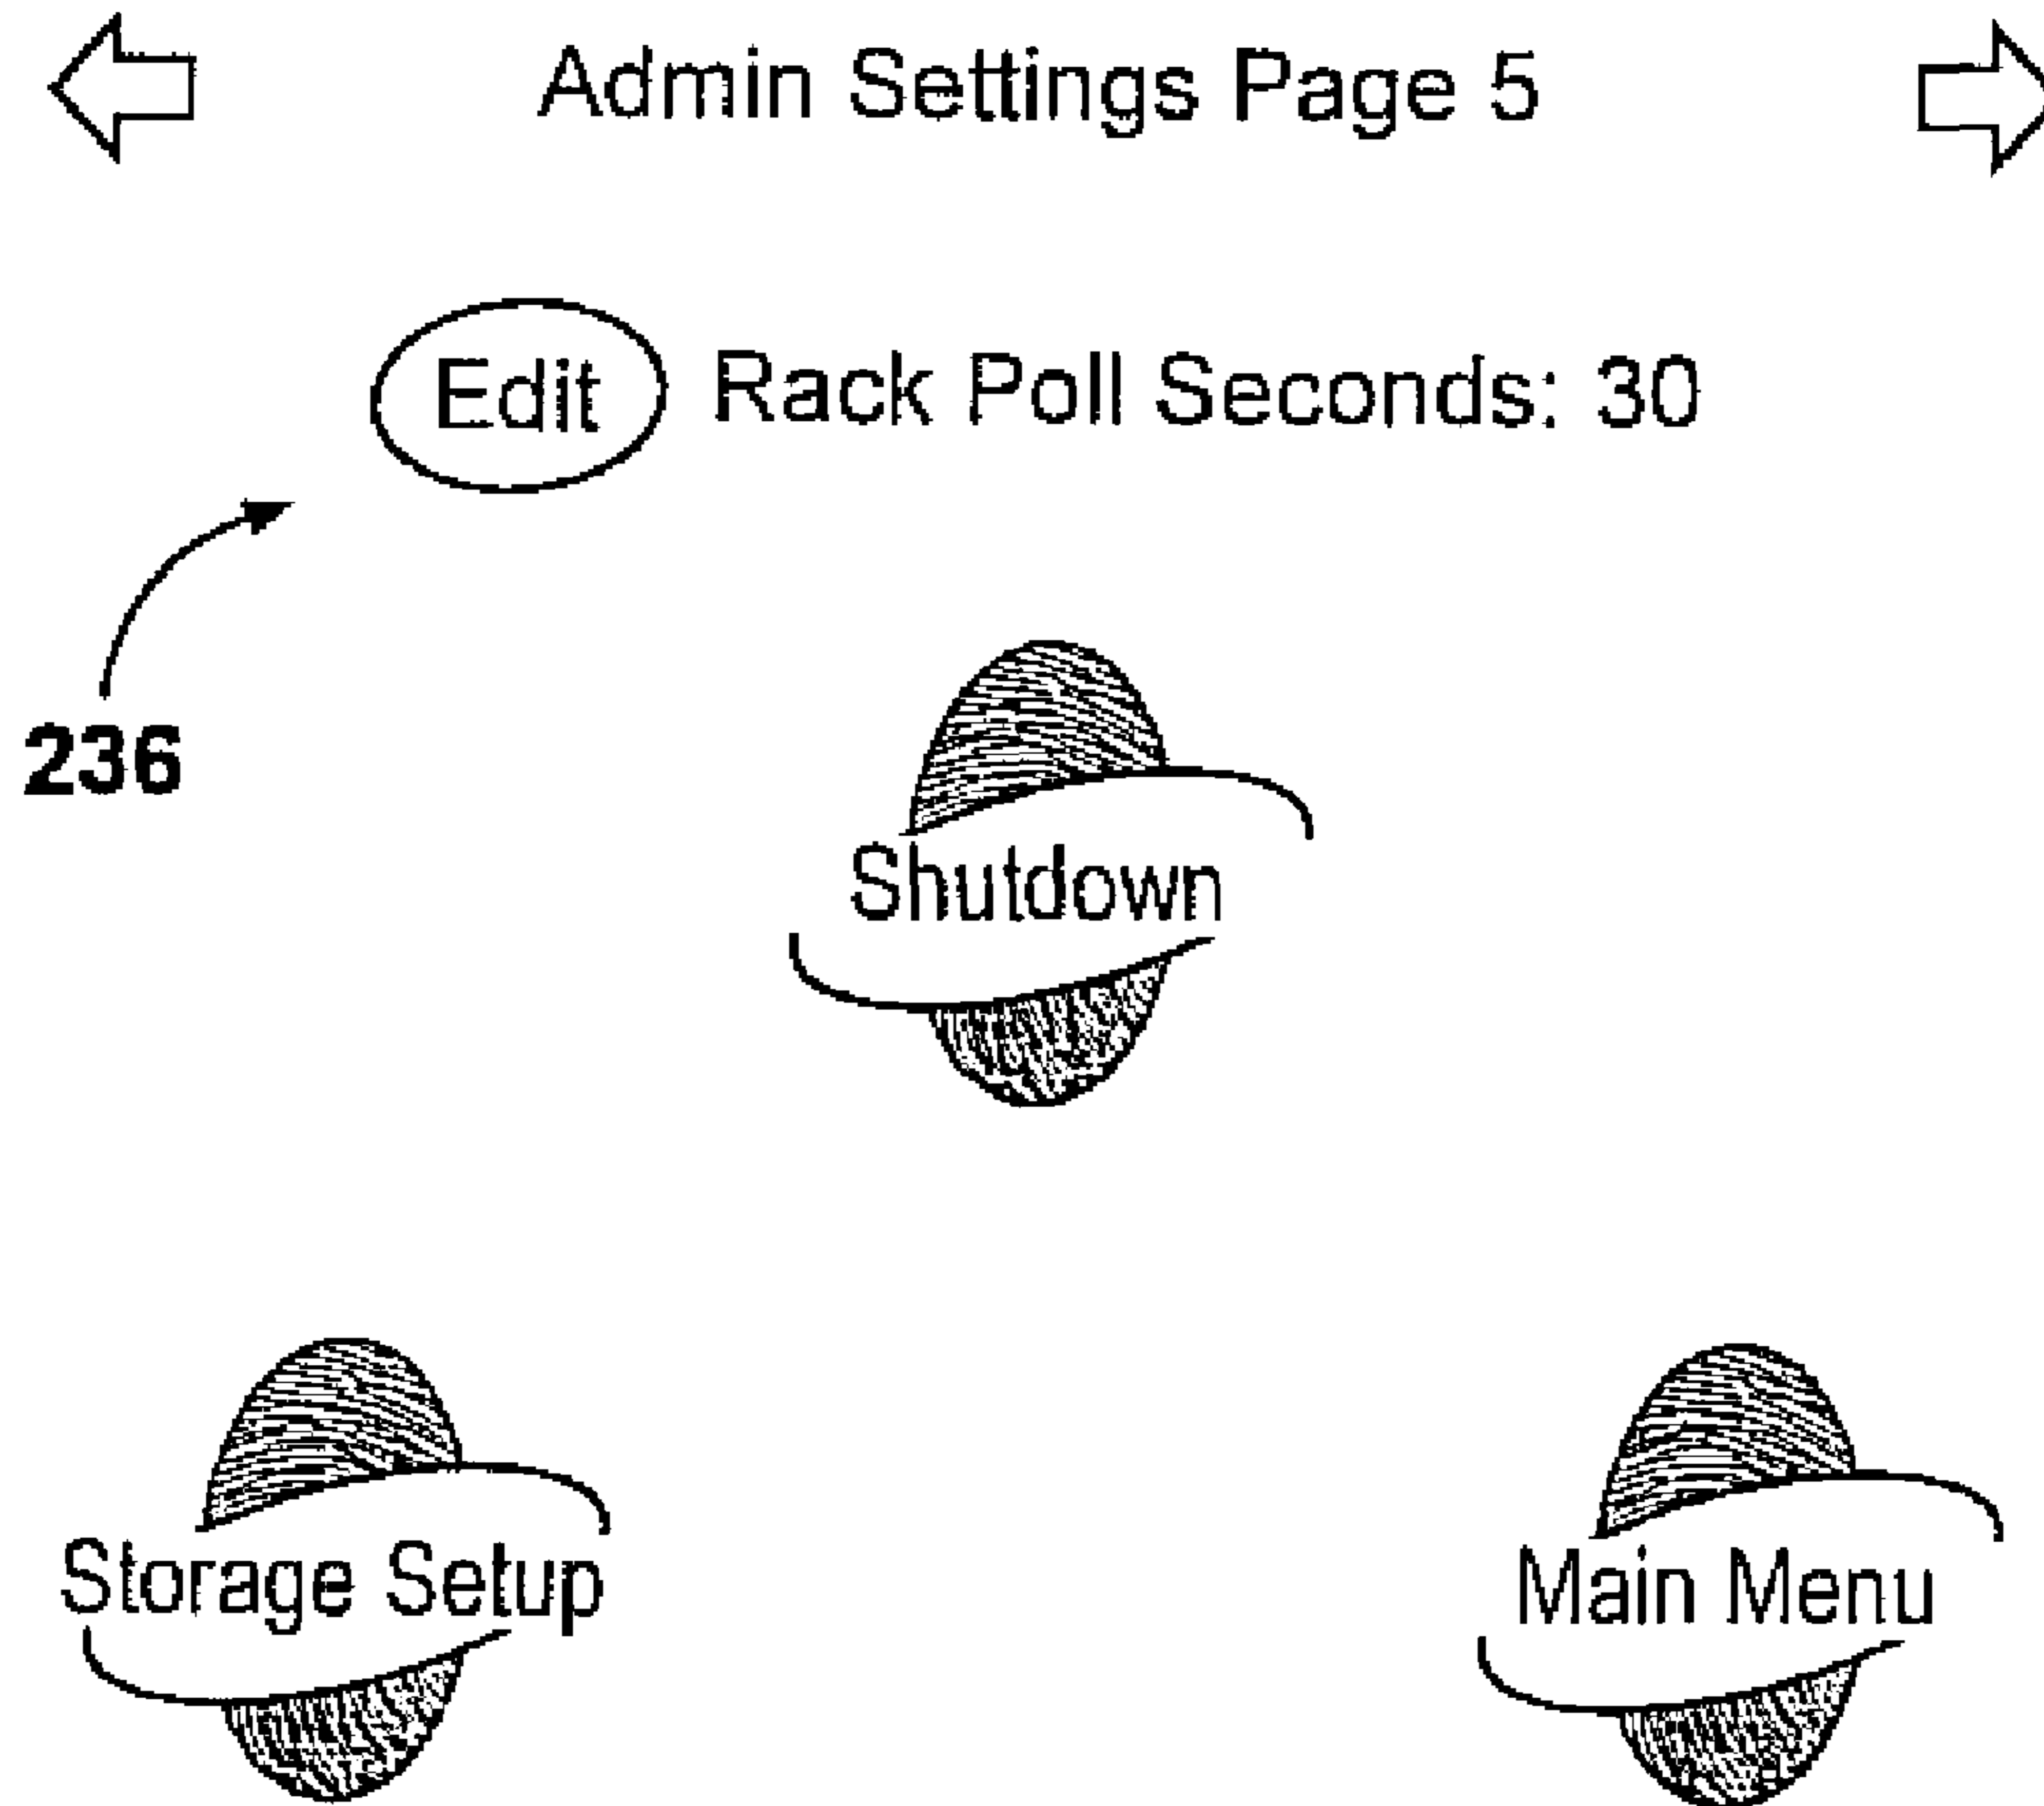 Admin Settings Page 5
Edit Rack Poll Seconds: 30
236
Shutdown
Storage Setup
Main Menu